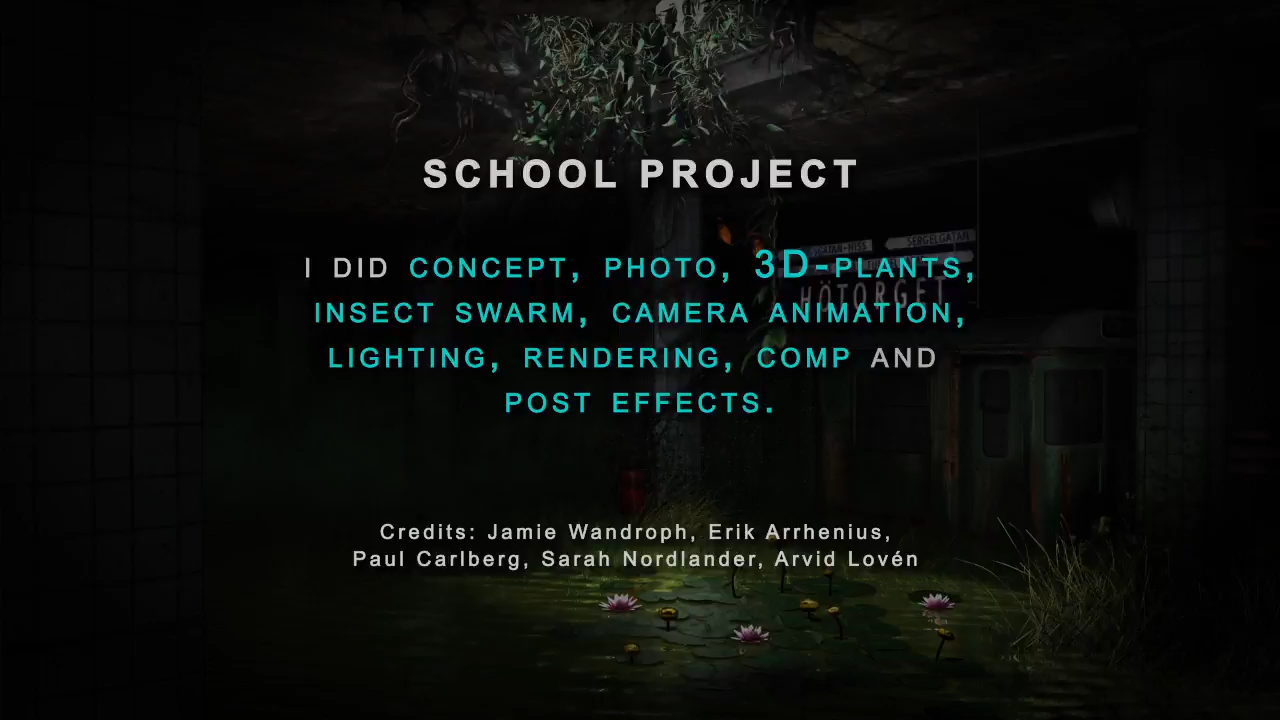 SCHOOL PROJECT
SERGELGATAN
I DID CONCEPT, PHOTO, 3D-PLANTS,
HÖTORGET
INSECT SWARM, CAMERA ANIMATION,
LIGHTING, RENDERING, COMP AND
POST EFFECTS.
Credits: Jamie Wandroph, Erik Arrhenius,
Paul Carlberg, Sarah Nordlander, Arvid Lovén